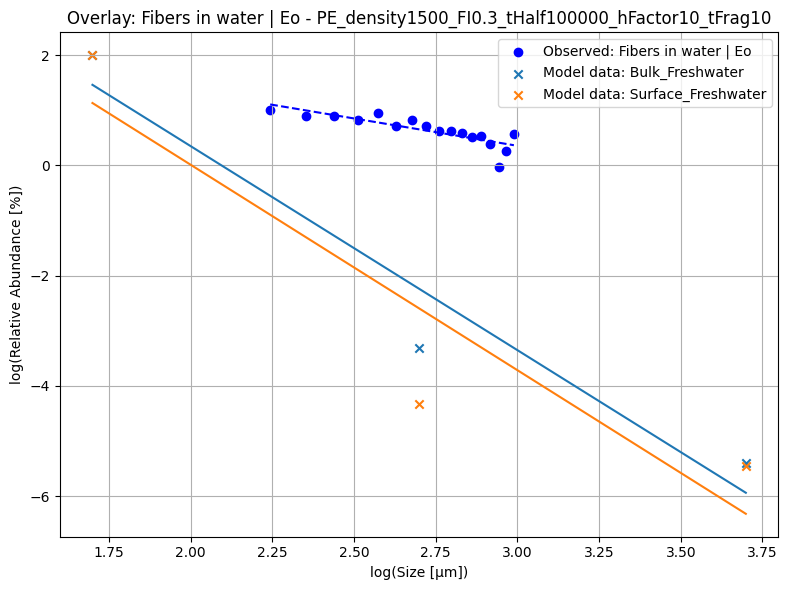 Overlay: Fibers in water | Eo - PE_density1500_FI0.3_tHalf100000_hFactor10_tFrag10
Observed: Fibers in water | Eo
Model data: Bulk_Freshwater
Model data: Surface_Freshwater
log(Relative Abundance [%])
2
0
−2
−4
−6
1.75 2.00 2.25 2.50 2.75 3.00 3.25 3.50 3.75
log(Size [µm])